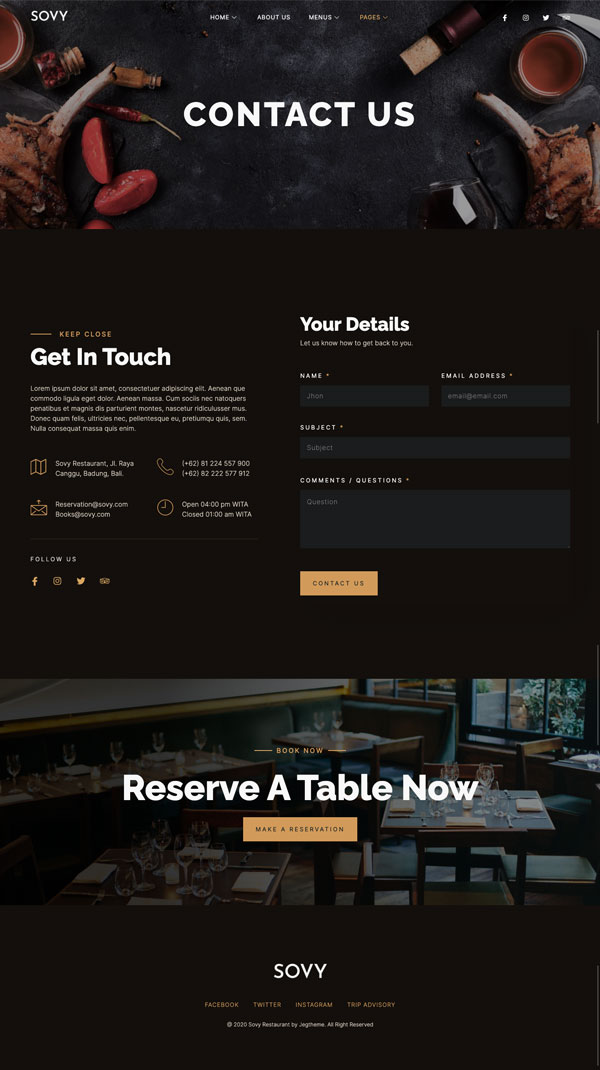 SOVY
HOME
ABOUT US
MENUS
PAGES
CONTACT US
KEEP CLOSE
Get In Touch
Lorem ipsum dolor sit amet, consectetuer adipiscing elit. Aenean
commodo ligula eget dolor. Aenean massa. Cum sociis nec natoquers
penatibus et magnis dis parturient montes, nascetur ridiculusser mus.
Donec quam felis, ultricies nec, pellentesque eu, pretiumqu quis, sem.
Nulla consequat massa quis enim.
Sovy Restaurant, Jl. Raya
Canggu, Badung, Bali.
(+62) 81 224 557 900
(+62) 82 222 577 912
Reservation@sovy.com
Books@sovy.com
Open 04:00 pm WITA
Closed 01:00 am WITA
FOLLOW US
Your Details
Let us know how to get back to you.
NAME *
EMAIL ADDRESS *
Jhon
email@email.com
SUBJECT *
Subject
COMMENTS / QUESTIONS *
Question
CONTACT US
BOOK NOW
Reserve A Table Now
MAKE A RESERVATION
SOVY
FACEBOOK
TWITTER
INSTAGRAM
TRIP ADVISORY
@ 2020 Sovy Restaurant by Jegtheme. All Right Reserved